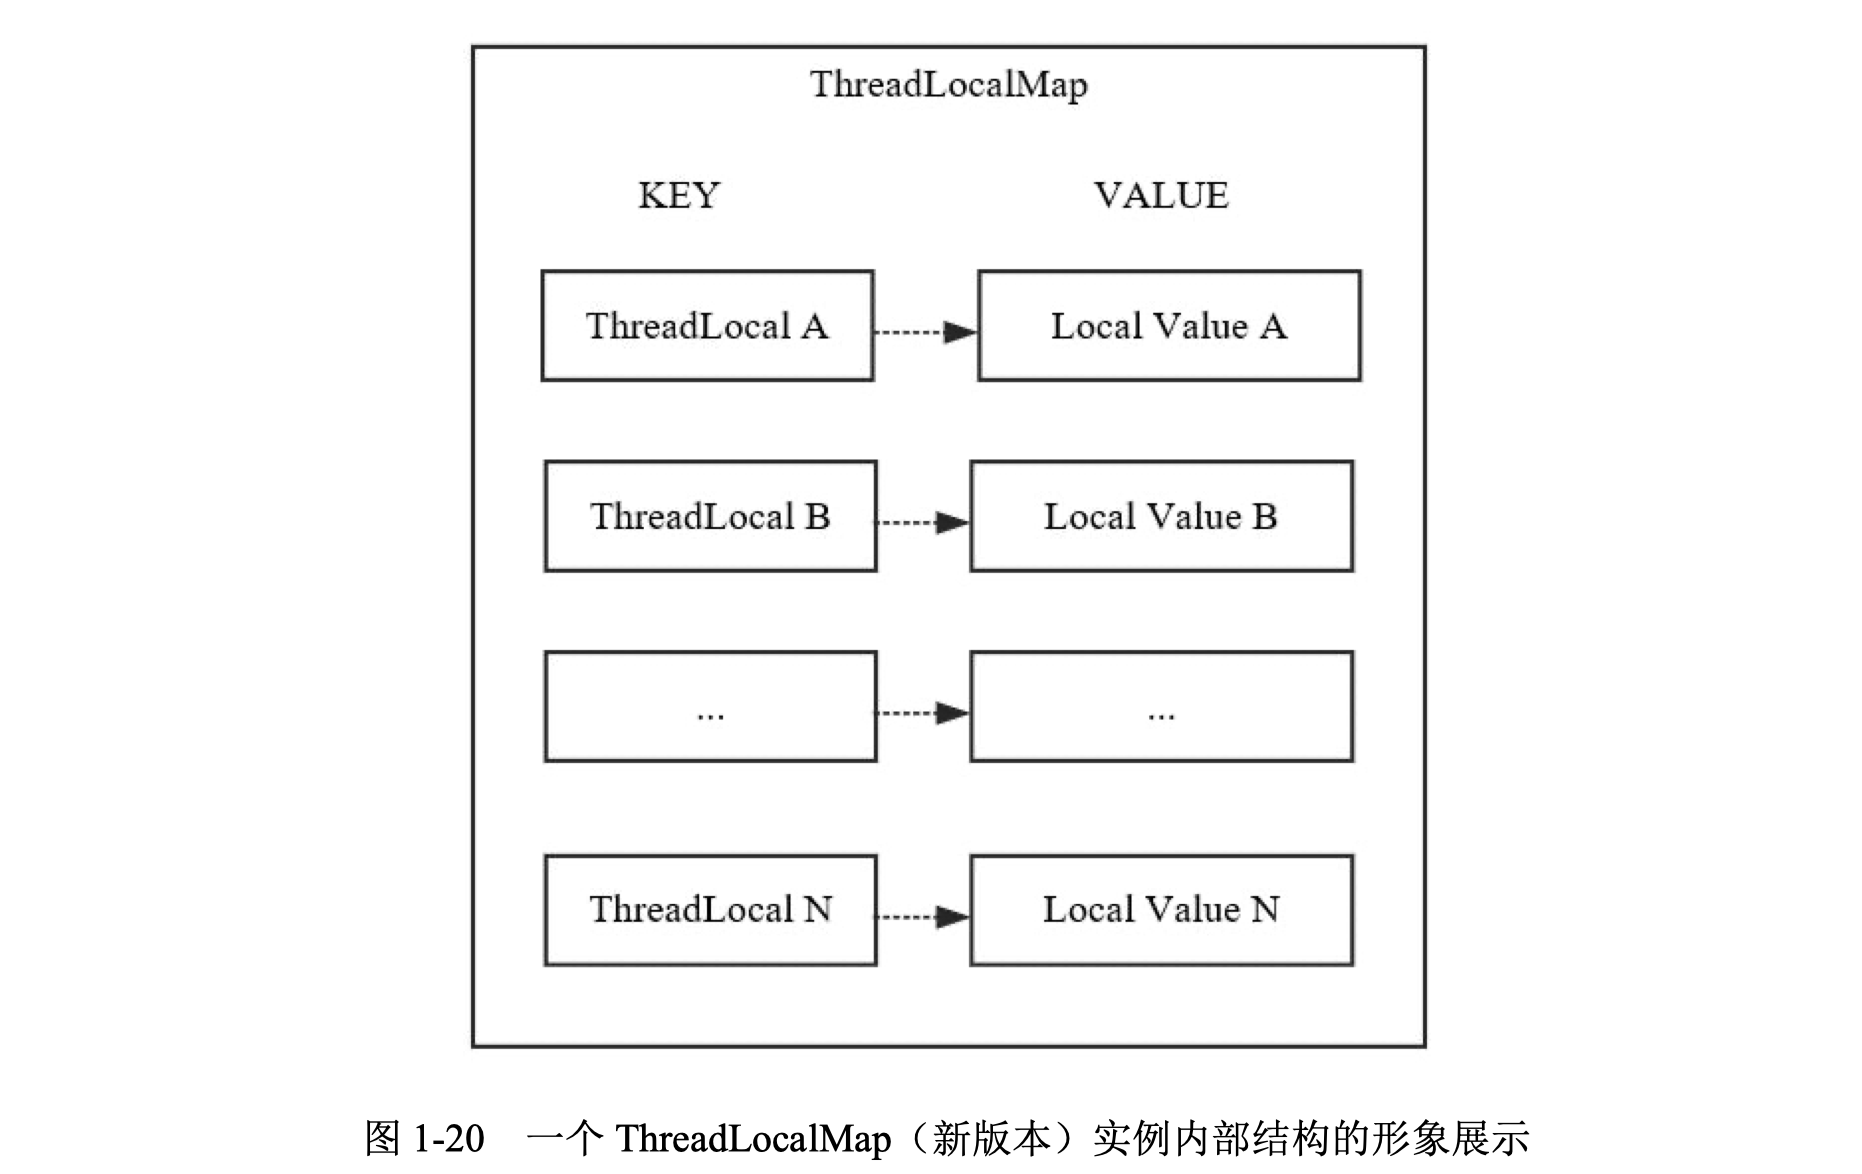 ThreadLocalMap
KEY VALUE
ThreadLocal A Local Value A
ThreadLocal B Local Value B
... ...
ThreadLocal N Local Value N
图 1-20 一个 ThreadLocalMap（新版本）实例内部结构的形象展示